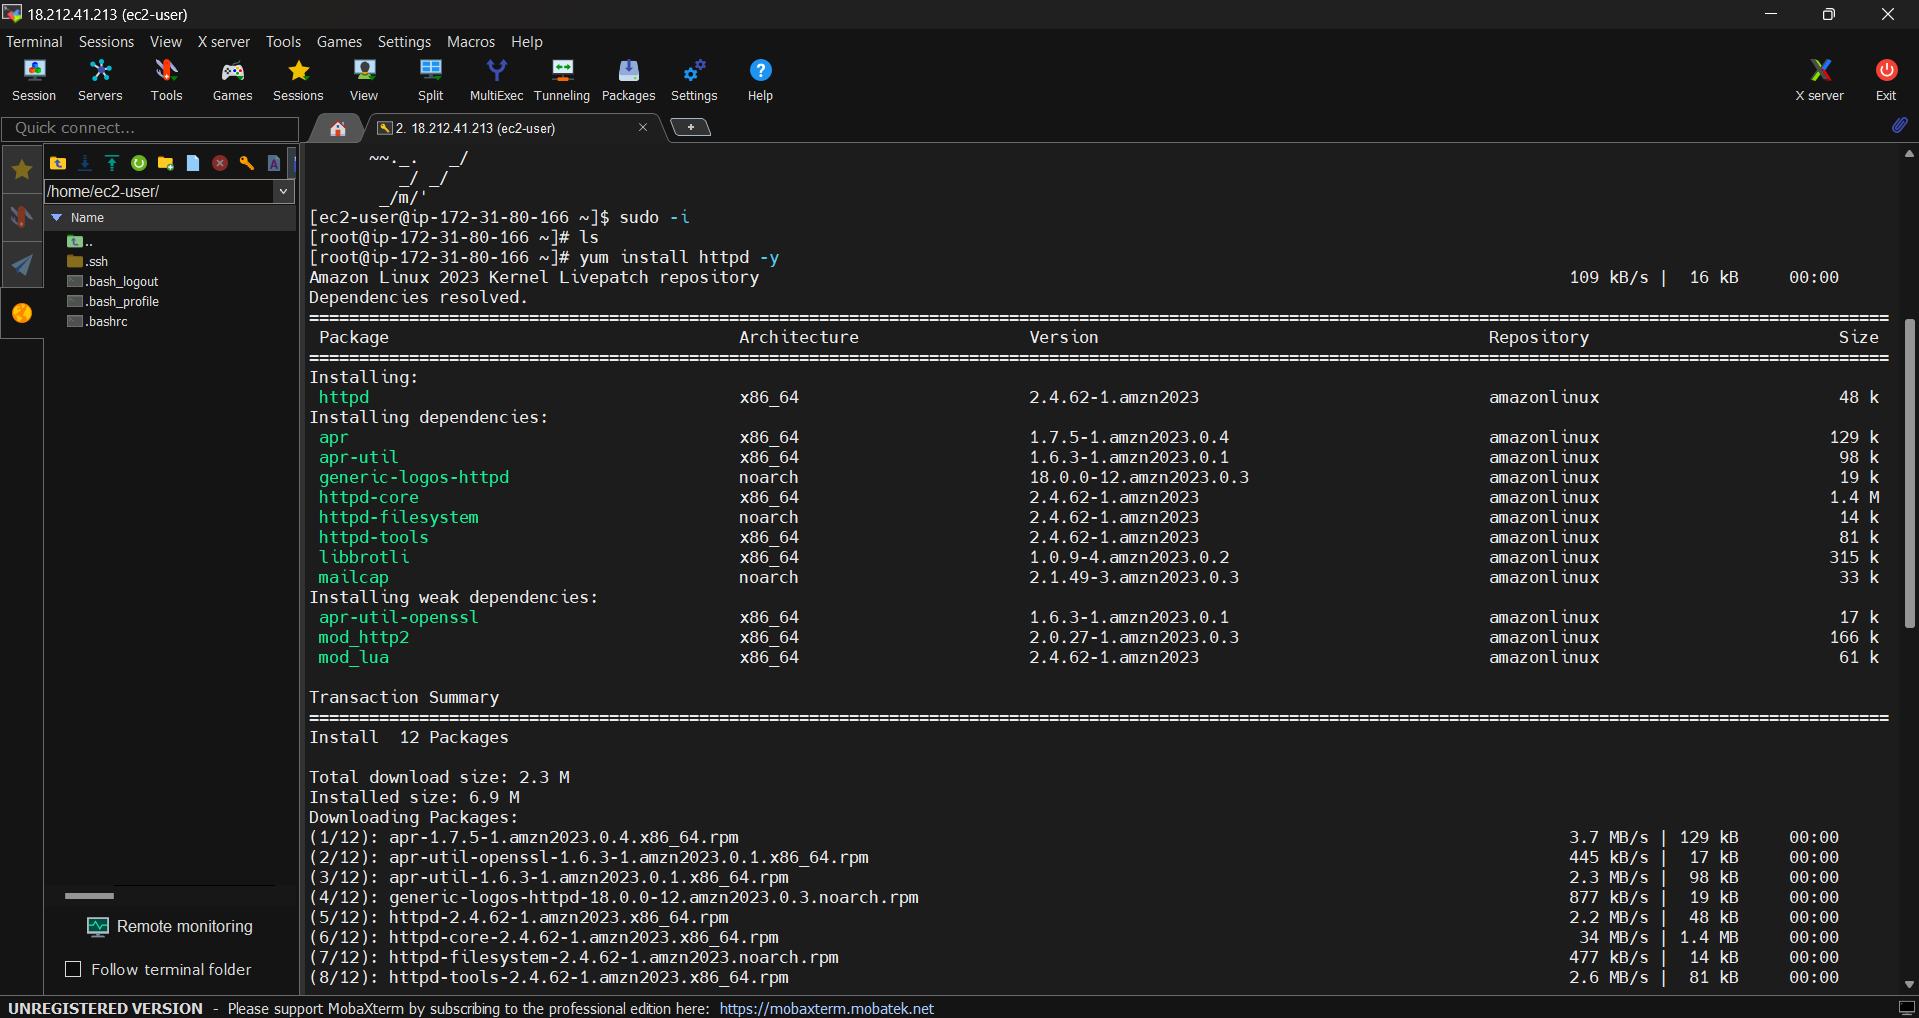 18.212.41.213 (ec2-user)
Terminal Sessions View X server Tools Games Settings Macros Help
Session Servers Tools Games Sessions View Split MultiExec Tunneling Packages Settings Help X server Exit
Quick connect...
2. 18.212.41.213 (ec2-user)
/home/ec2-user/
Name
..
.ssh
.bash_logout
.bash_profile
.bashrc
Remote monitoring
Follow terminal folder
~~._.   _/
_/ _/
_/m/'
[ec2-user@ip-172-31-80-166 ~]$ sudo -i
[root@ip-172-31-80-166 ~]# ls
[root@ip-172-31-80-166 ~]# yum install httpd -y
Amazon Linux 2023 Kernel Livepatch repository 109 kB/s | 16 kB 00:00
Dependencies resolved.
Package Architecture Version Repository Size
Installing:
httpd x86_64 2.4.62-1.amzn2023 amazonlinux 48 k
Installing dependencies:
apr x86_64 1.7.5-1.amzn2023.0.4 amazonlinux 129 k
apr-util x86_64 1.6.3-1.amzn2023.0.1 amazonlinux 98 k
generic-logos-httpd noarch 18.0.0-12.amzn2023.0.3 amazonlinux 19 k
httpd-core x86_64 2.4.62-1.amzn2023 amazonlinux 1.4 M
httpd-filesystem noarch 2.4.62-1.amzn2023 amazonlinux 14 k
httpd-tools x86_64 2.4.62-1.amzn2023 amazonlinux 81 k
libbrotli x86_64 1.0.9-4.amzn2023.0.2 amazonlinux 315 k
mailcap noarch 2.1.49-3.amzn2023.0.3 amazonlinux 33 k
Installing weak dependencies:
apr-util-openssl x86_64 1.6.3-1.amzn2023.0.1 amazonlinux 17 k
mod_http2 x86_64 2.0.27-1.amzn2023.0.3 amazonlinux 166 k
mod_lua x86_64 2.4.62-1.amzn2023 amazonlinux 61 k
Transaction Summary
Install 12 Packages
Total download size: 2.3 M
Installed size: 6.9 M
Downloading Packages:
(1/12): apr-1.7.5-1.amzn2023.0.4.x86_64.rpm 3.7 MB/s | 129 kB 00:00
(2/12): apr-util-openssl-1.6.3-1.amzn2023.0.1.x86_64.rpm 445 kB/s | 17 kB 00:00
(3/12): apr-util-1.6.3-1.amzn2023.0.1.x86_64.rpm 2.3 MB/s | 98 kB 00:00
(4/12): generic-logos-httpd-18.0.0-12.amzn2023.0.3.noarch.rpm 877 kB/s | 19 kB 00:00
(5/12): httpd-2.4.62-1.amzn2023.x86_64.rpm 2.2 MB/s | 48 kB 00:00
(6/12): httpd-core-2.4.62-1.amzn2023.x86_64.rpm 34 MB/s | 1.4 MB 00:00
(7/12): httpd-filesystem-2.4.62-1.amzn2023.noarch.rpm 477 kB/s | 14 kB 00:00
(8/12): httpd-tools-2.4.62-1.amzn2023.x86_64.rpm 2.6 MB/s | 81 kB 00:00
UNREGISTERED VERSION - Please support MobaXterm by subscribing to the professional edition here: https://mobaxterm.mobatek.net